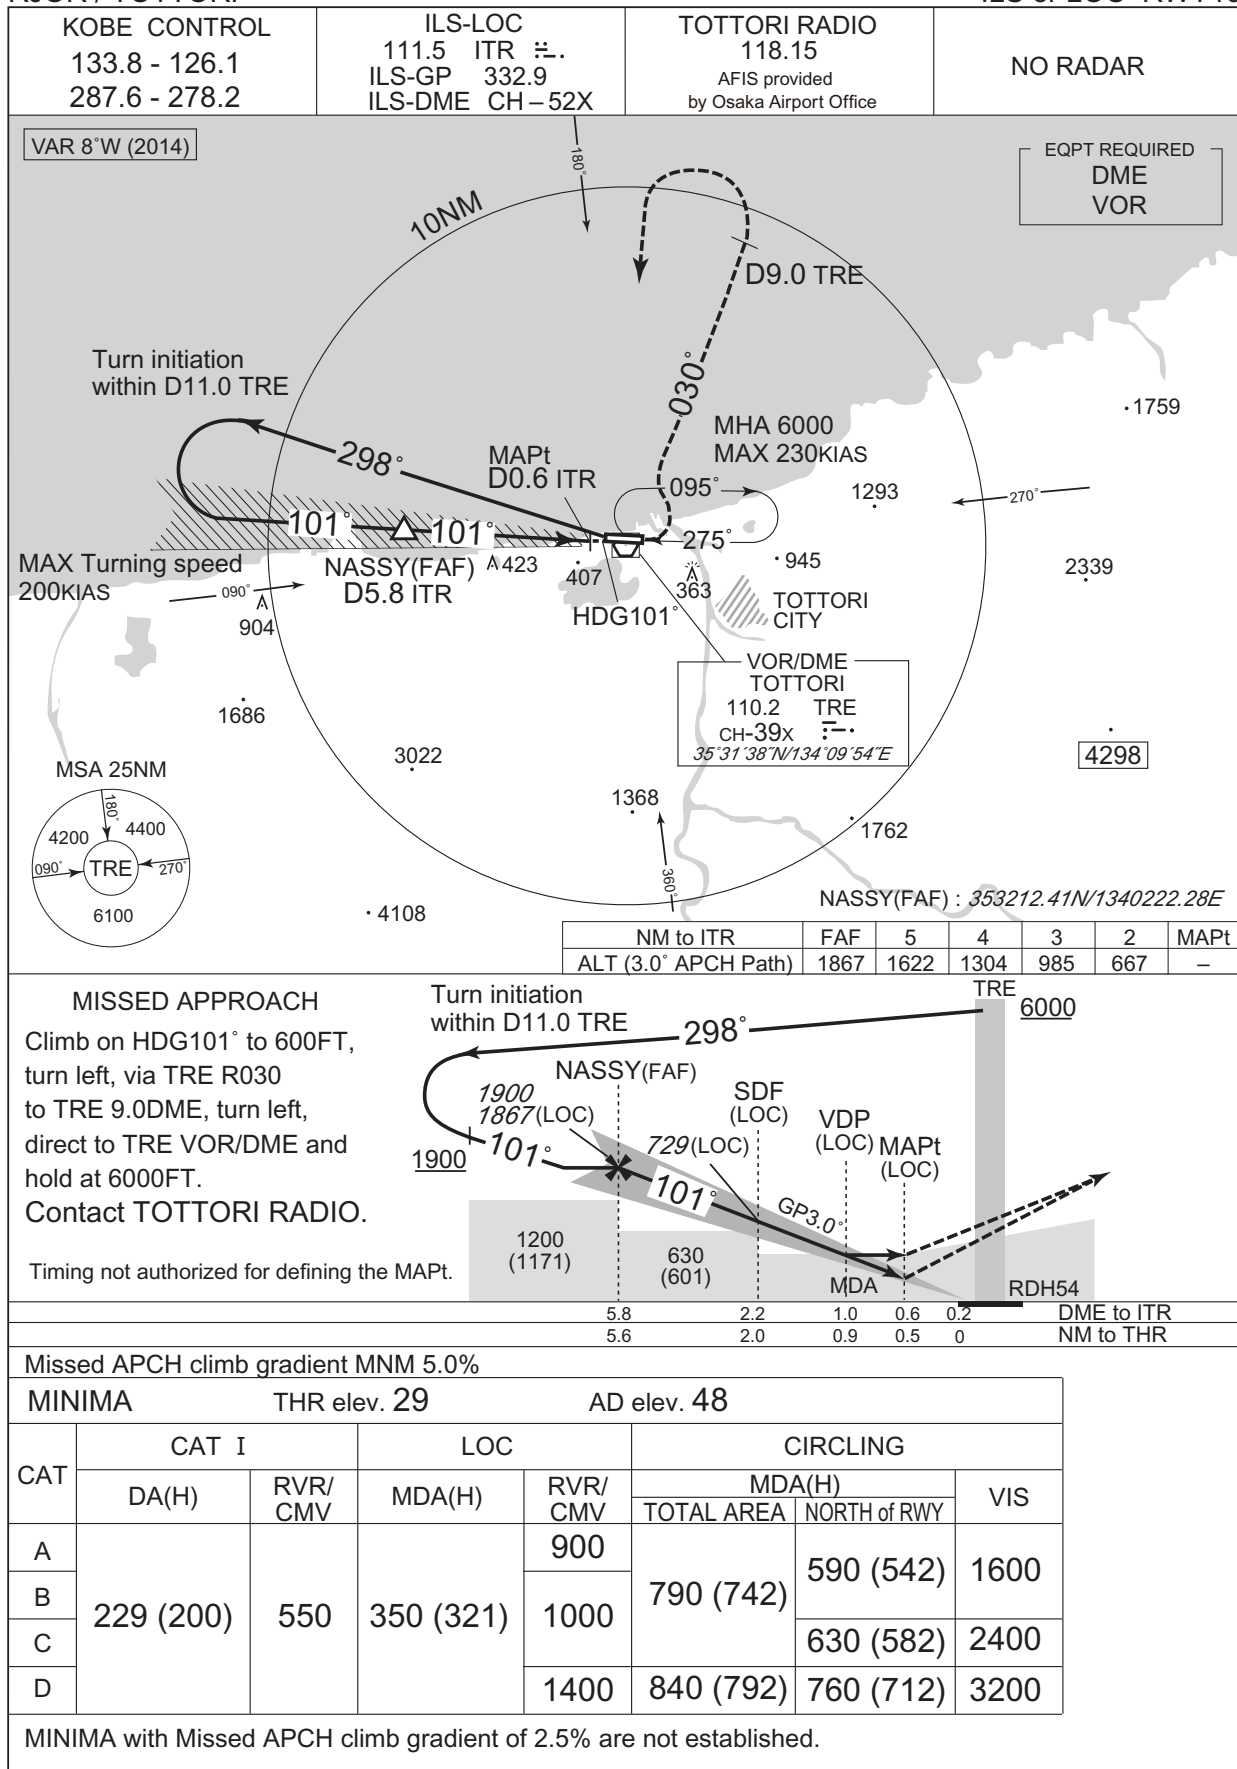 KOBE CONTROL
133.8 - 126.1
287.6 - 278.2
ILS-LOC
111.5 ITR
ILS-GP 332.9
ILS-DME CH – 52X
TOTTORI RADIO
118.15
AFIS provided
by Osaka Airport Office
NO RADAR
VAR 8°W (2014)
EQPT REQUIRED
DME
VOR
180°
10NM
D9.0 TRE
Turn initiation
within D11.0 TRE
030°
1759
298°
MAPt
D0.6 ITR
MHA 6000
MAX 230KIAS
095°
1293
270°
101° 101°
275°
MAX Turning speed
200KIAS
090°
904
NASSY(FAF)
D5.8 ITR
423
407
HDG101°
363
945
2339
TOTTORI
CITY
VOR/DME
TOTTORI
110.2 TRE
CH-39X
35°31´38˝N/134°09´54˝E
1686
3022
4298
MSA 25NM
180°
4200 4400
090° TRE 270°
6100
1368
1762
360°
4108
NASSY(FAF) : 353212.41N/1340222.28E
NM to ITR FAF 5 4 3 2 MAPt
ALT (3.0° APCH Path) 1867 1622 1304 985 667 –
MISSED APPROACH
Climb on HDG101° to 600FT,
turn left, via TRE R030
to TRE 9.0DME, turn left,
direct to TRE VOR/DME and
hold at 6000FT.
Contact TOTTORI RADIO.
Timing not authorized for defining the MAPt.
Turn initiation
within D11.0 TRE
298°
TRE
6000
NASSY(FAF)
1900
1867(LOC)
1900
101°
101°
729(LOC)
SDF
(LOC)
VDP
(LOC)
MAPt
(LOC)
GP3.0°
1200
(1171)
630
(601)
MDA
RDH54
5.8 2.2 1.0 0.6 0.2 DME to ITR
5.6 2.0 0.9 0.5 0 NM to THR
Missed APCH climb gradient MNM 5.0%
MINIMA THR elev. 29 AD elev. 48
CAT
CAT I LOC CIRCLING
DA(H) RVR/CMV MDA(H) RVR/CMV MDA(H) VIS
TOTAL AREA NORTH of RWY
A 229 (200) 550 350 (321) 900 790 (742) 590 (542) 1600
B 1000
C 630 (582) 2400
D 1400 840 (792) 760 (712) 3200
MINIMA with Missed APCH climb gradient of 2.5% are not established.